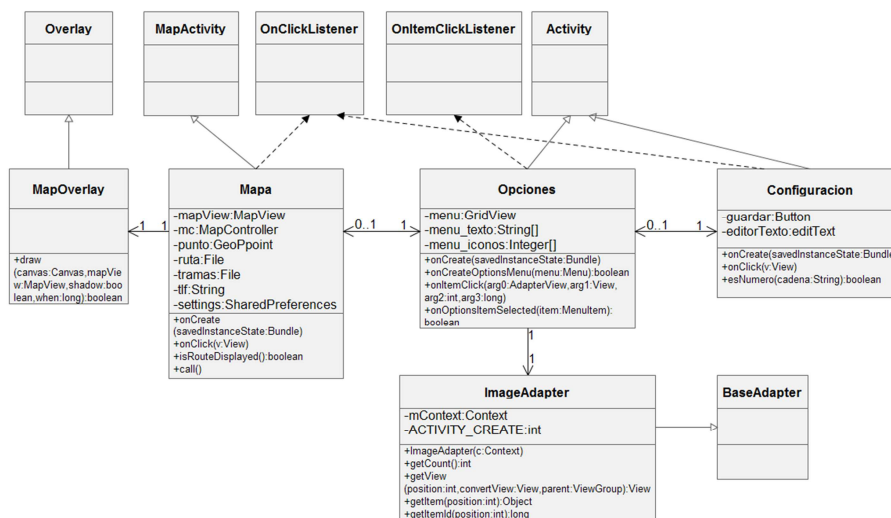 Overlay
MapActivity
OnClickListener
OnItemClickListener
Activity
MapOverlay
+draw
(canvas:Canvas,mapVie
w:MapView,shadow:boo
lean,when:long):boolean
1
1
Mapa
-mapView:MapView
-mc:MapController
-punto:GeoPpoint
-ruta:File
-tramas:File
-tlf:String
-settings:SharedPreferences
+onCreate
(savedInstanceState:Bundle)
+onClick(v:View)
+isRouteDisplayed():boolean
+call()
0..1
1
Opciones
-menu:GridView
-menu_texto:String[]
-menu_iconos:Integer[]
+onCreate(savedInstanceState:Bundle)
+onCreateOptionsMenu(menu:Menu):boolean
+onItemClick(arg0:AdapterView,arg1:View,
arg2:int,arg3:long)
+onOptionsItemSelected(item:MenuItem):
boolean
0..1
1
Configuracion
-guardar:Button
-editorTexto:editText
+onCreate(savedInstanceState:Bundle
+onClick(v:View)
+esNumero(cadena:String):boolean
1
1
ImageAdapter
-mContext:Context
-ACTIVITY_CREATE:int
+ImageAdapter(c:Context)
+getCount():int
+getView
(position:int,convertView:View,parent:ViewGroup):View
+getItem(position:int):Object
+getItemId(position:int):long
BaseAdapter